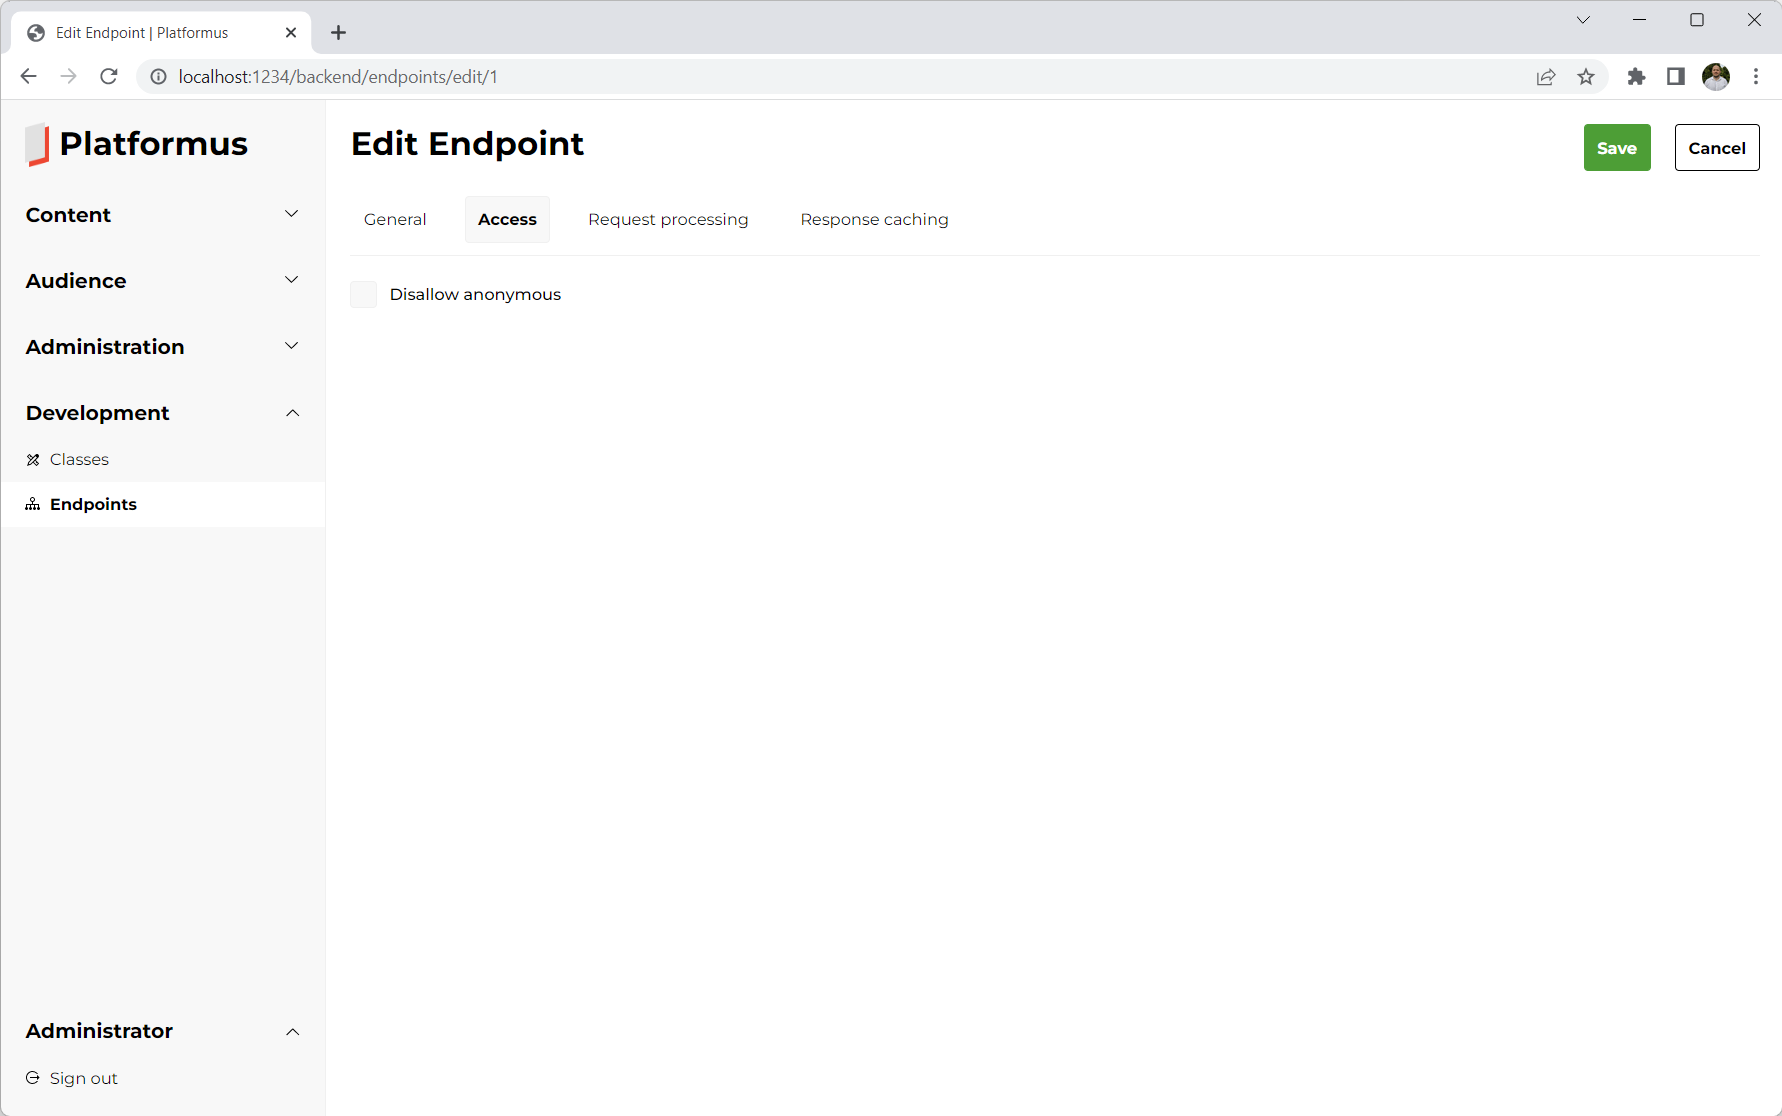 Edit Endpoint | Platformus
localhost:1234/backend/endpoints/edit/1
Platformus
Content
Audience
Administration
Development
Classes
Endpoints
Administrator
Sign out
Edit Endpoint
Save
Cancel
General
Access
Request processing
Response caching
Disallow anonymous